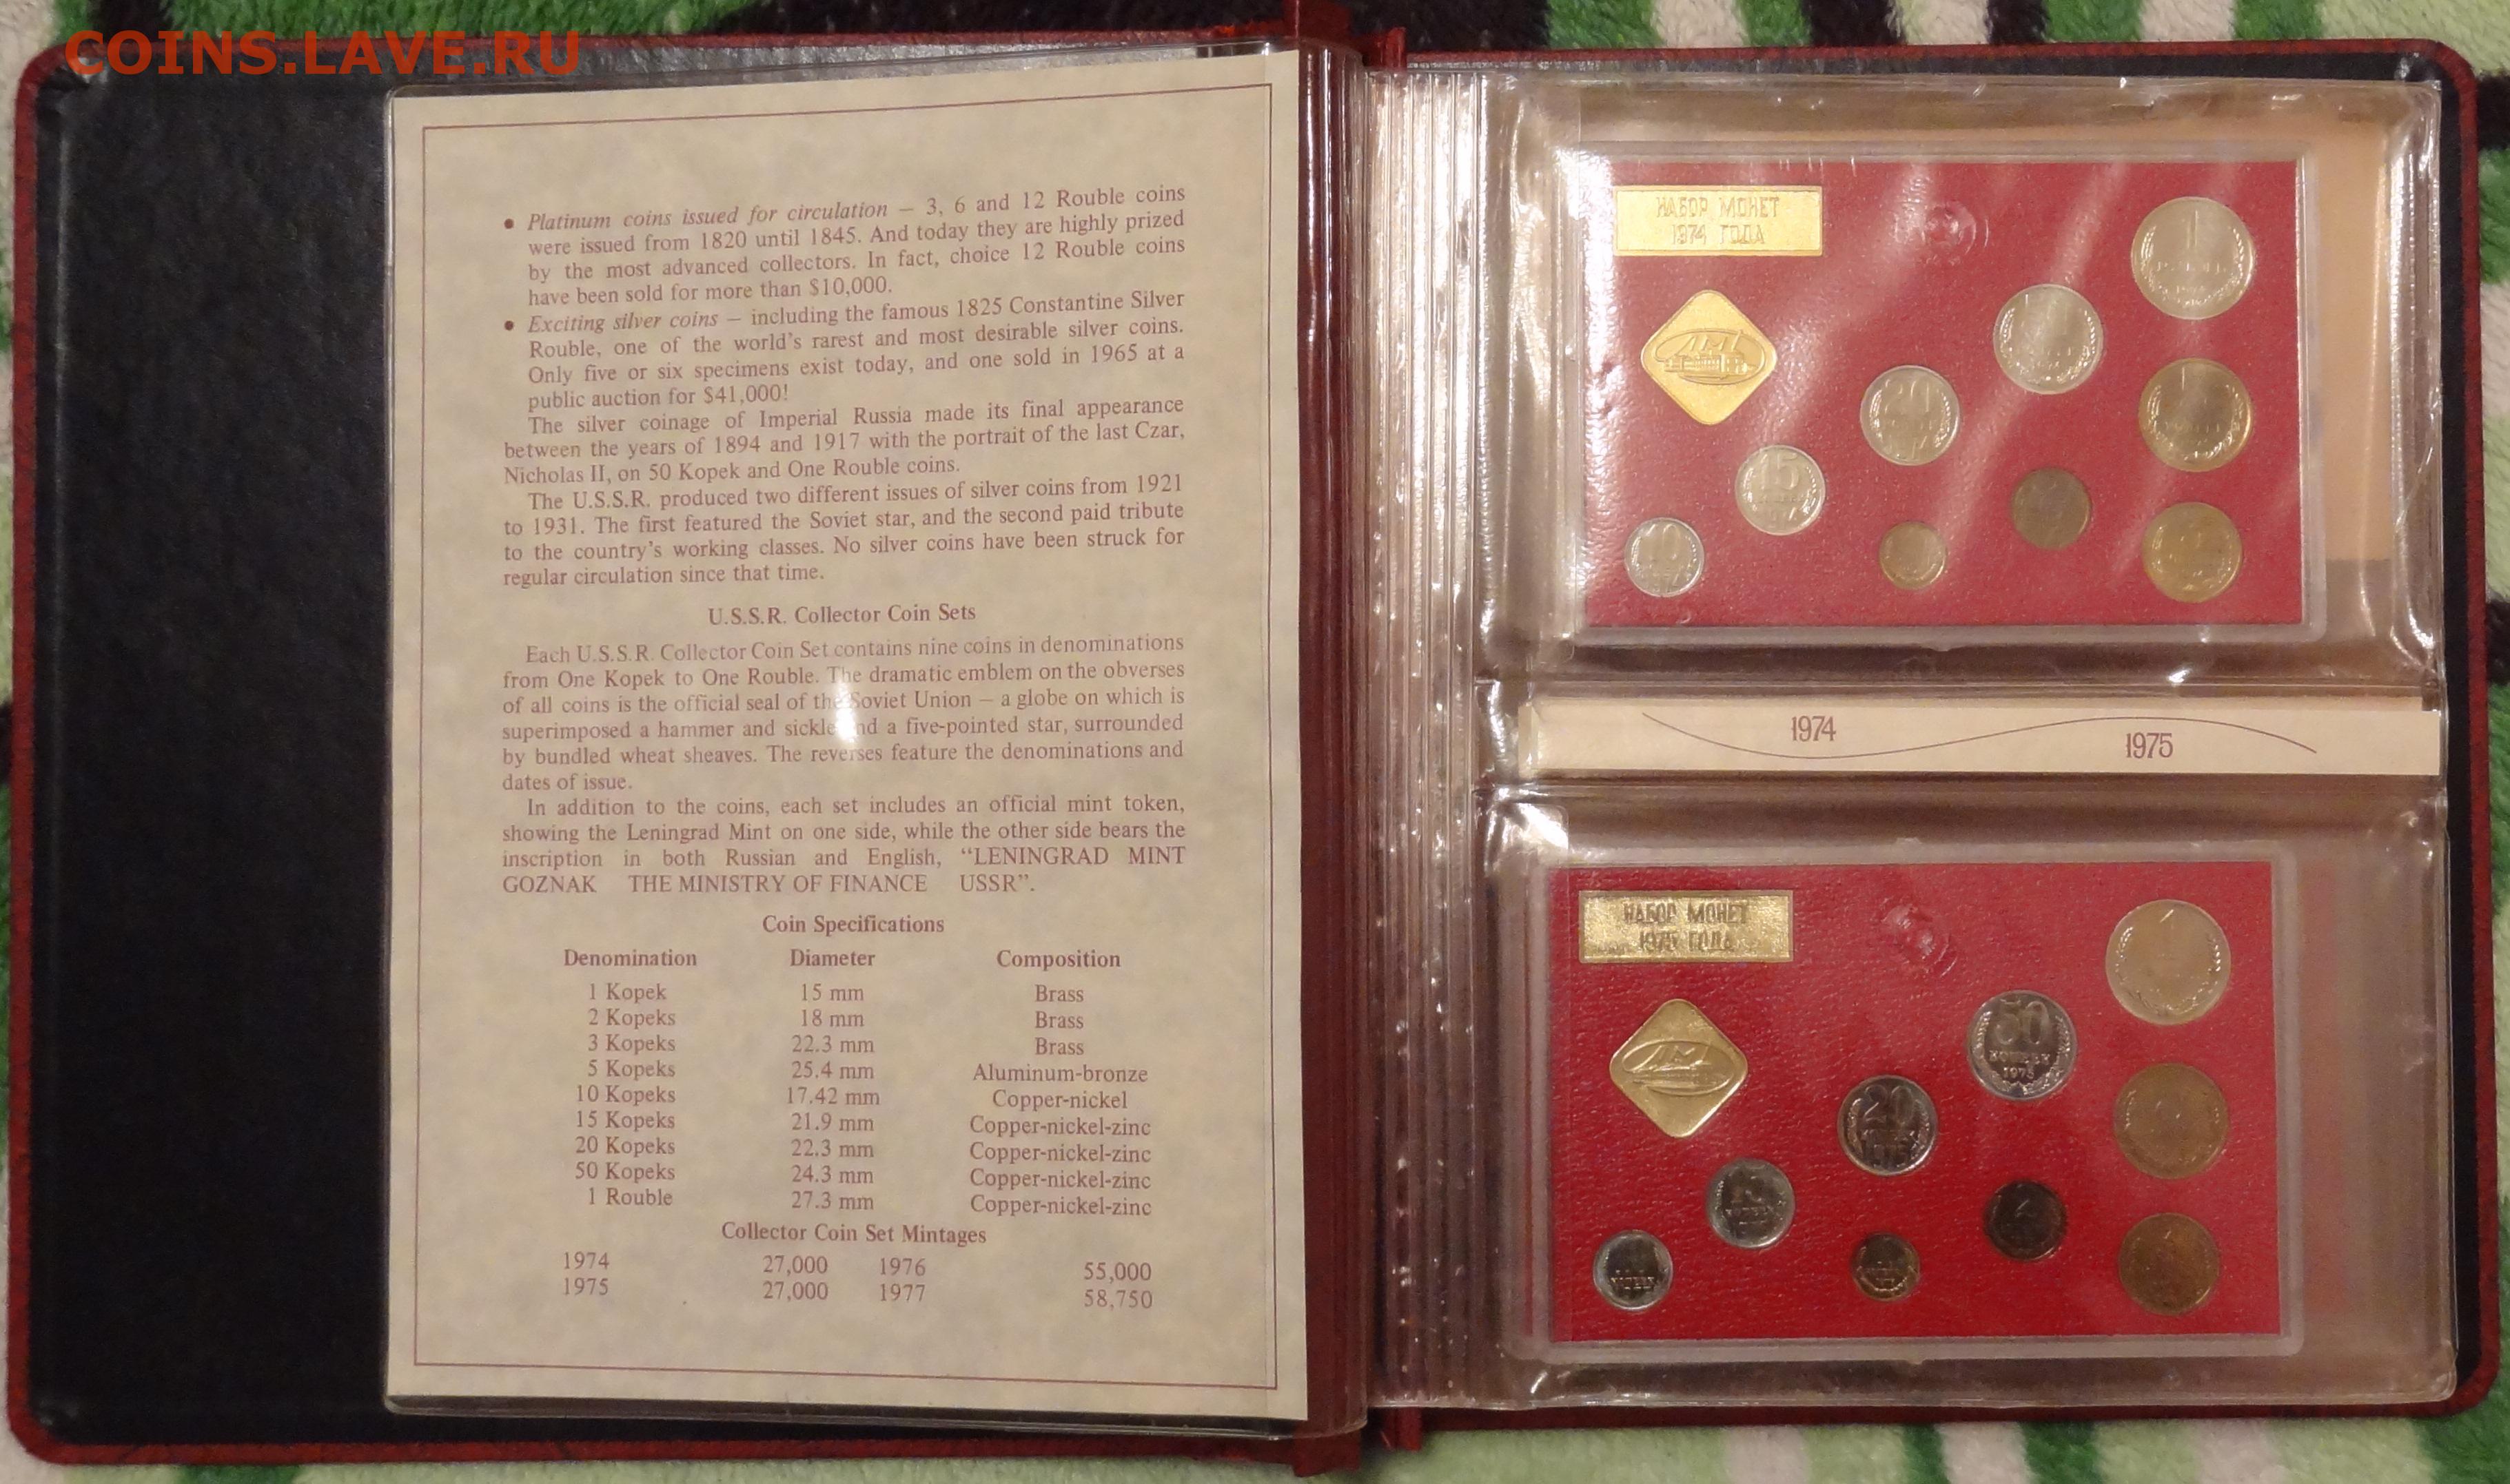 COINS.LAVE.RU
• Platinum coins issued for circulation – 3, 6 and 12 Rouble coins
were issued from 1820 until 1845. And today they are highly prized
by the most advanced collectors. In fact, choice 12 Rouble coins
have been sold for more than $10,000.
• Exciting silver coins – including the famous 1825 Constantine Silver
Rouble, one of the world's rarest and most desirable silver coins.
Only five or six specimens exist today, and one sold in 1965 at a
public auction for $41,000!
The silver coinage of Imperial Russia made its final appearance
between the years of 1894 and 1917 with the portrait of the last Czar,
Nicholas II, on 50 Kopek and One Rouble coins.
The U.S.S.R. produced two different issues of silver coins from 1921
to 1931. The first featured the Soviet star, and the second paid tribute
to the country's working classes. No silver coins have been struck for
regular circulation since that time.
U.S.S.R. Collector Coin Sets
Each U.S.S.R. Collector Coin Set contains nine coins in denominations
from One Kopek to One Rouble. The dramatic emblem on the obverses
of all coins is the official seal of the Soviet Union – a globe on which is
superimposed a hammer and sickle and a five-pointed star, surrounded
by bundled wheat sheaves. The reverses feature the denominations and
dates of issue.
In addition to the coins, each set includes an official mint token,
showing the Leningrad Mint on one side, while the other side bears the
inscription in both Russian and English, "LENINGRAD MINT
GOZNAK THE MINISTRY OF FINANCE USSR".
Coin Specifications
Denomination Diameter Composition
1 Kopek 15 mm Brass
2 Kopeks 18 mm Brass
3 Kopeks 22.3 mm Brass
5 Kopeks 25.4 mm Aluminum-bronze
10 Kopeks 17.42 mm Copper-nickel
15 Kopeks 21.9 mm Copper-nickel-zinc
20 Kopeks 22.3 mm Copper-nickel-zinc
50 Kopeks 24.3 mm Copper-nickel-zinc
1 Rouble 27.3 mm Copper-nickel-zinc
Collector Coin Set Mintages
1974 27,000 1976 55,000
1975 27,000 1977 58,750
НАБОР МОНЕТ
1974 ГОДА
ЛМД
1
20
15
10
1974
1975
НАБОР МОНЕТ
1975 ГОДА
ЛМД
50
КОПЕЕК
1975
20
1975
15